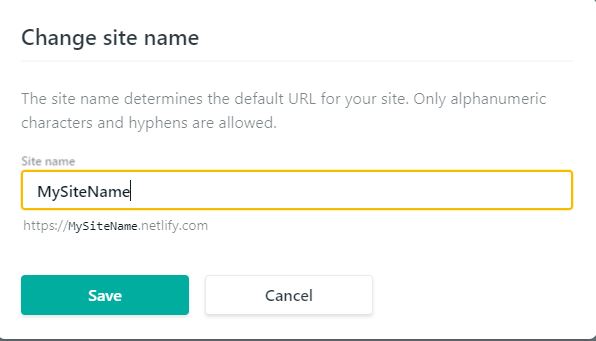 Change site name
The site name determines the default URL for your site. Only alphanumeric
characters and hyphens are allowed.
Site name
MySiteName
https://MySiteName.netlify.com
Save
Cancel